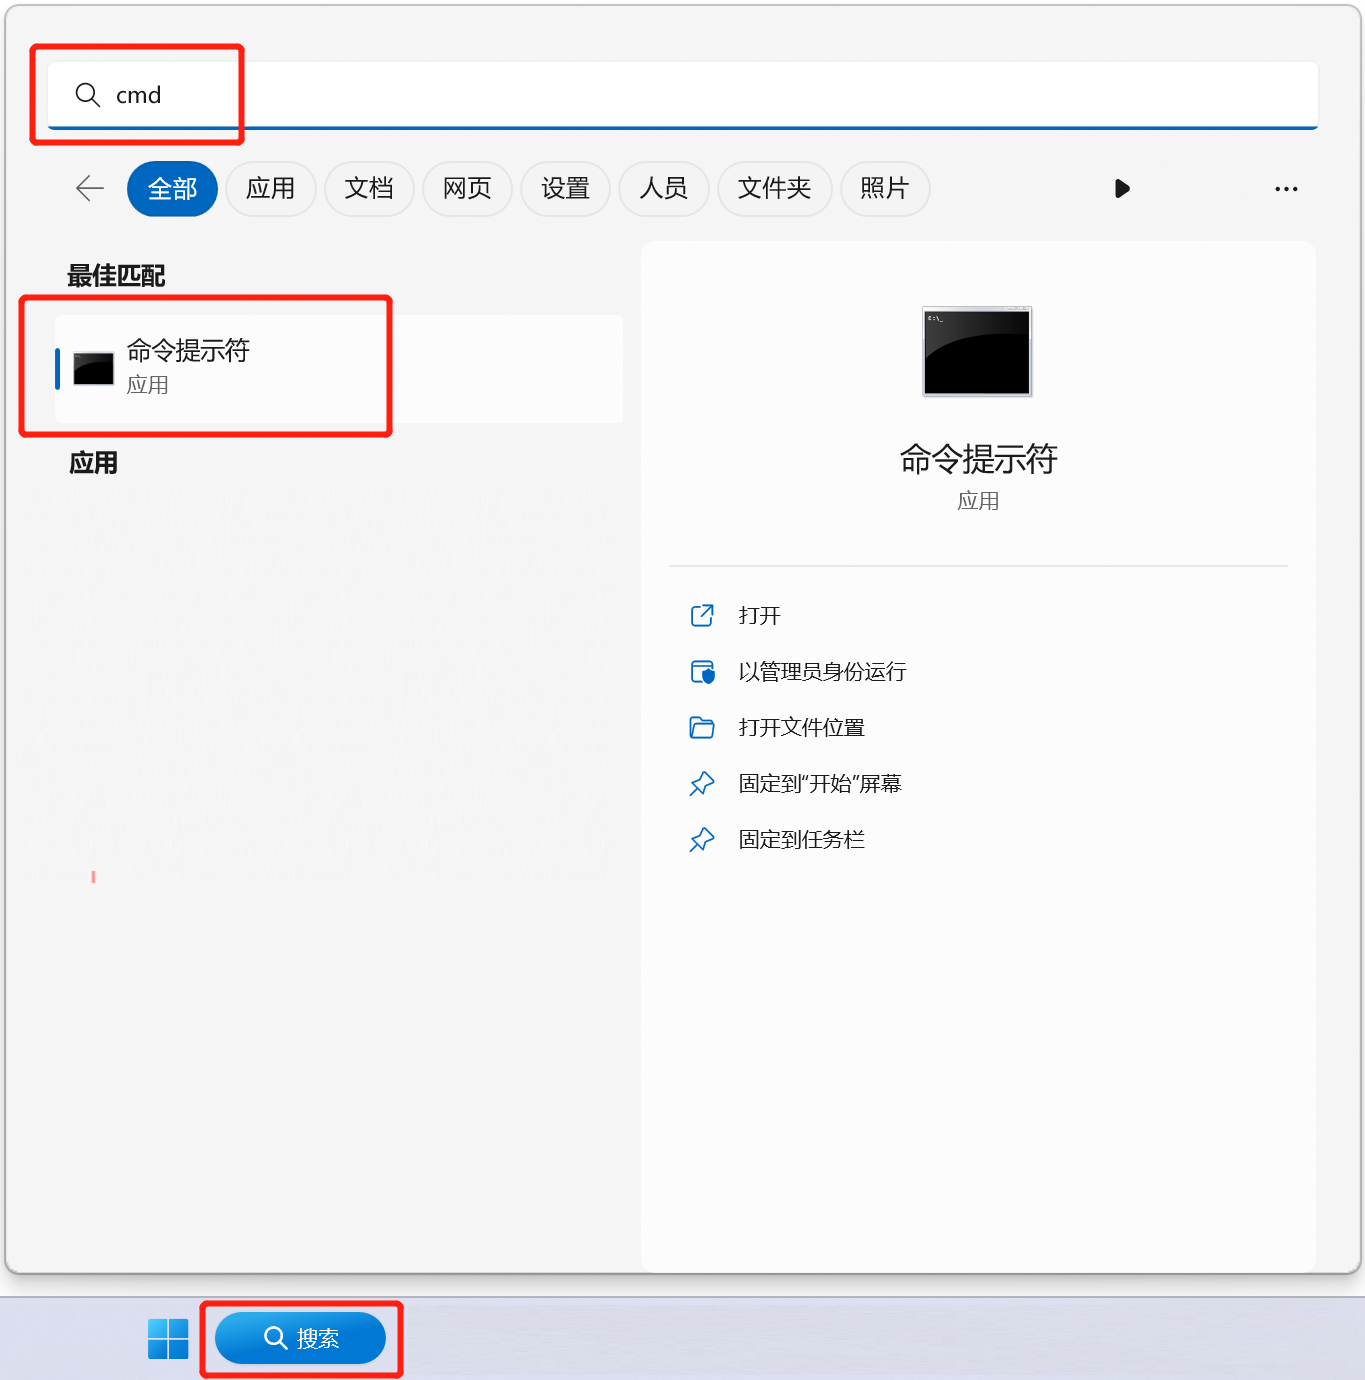 cmd
全部 应用 文档 网页 设置 人员 文件夹 照片
最佳匹配
命令提示符
应用
应用
命令提示符
应用
打开
以管理员身份运行
打开文件位置
固定到“开始”屏幕
固定到任务栏
搜索